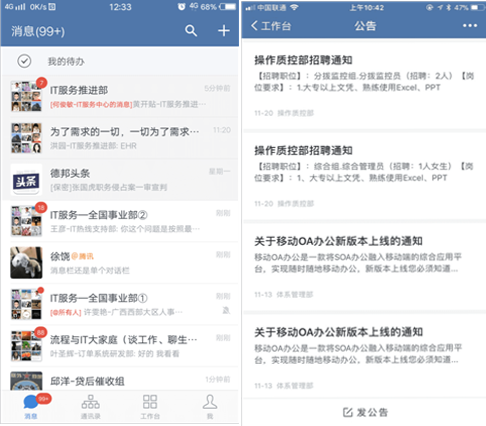 4G 0K/s 12:33 4G 68%
消息(99+)
我的待办
7
IT服务推进部
5分钟前
[何俊敏-IT服务中心的消息]黄开贴-IT服务推...
为了需求的一切，一切为了需...
11:20
洪园-IT服务推进部: EHR
头条
德邦头条
星期一
[保密]张国虎职务侵占案一审宣判
18
IT服务—全国事业部②
刚刚
王彦-IT热线支持部: 你这个问题是按照最...
徐饶@腾讯
刚刚
消息栏还是单个对话框
IT服务—全国事业部①
刚刚
[@所有人] 许雯艳-广西西部大区人事...
流程与IT大家庭（谈工作、聊生...
刚刚
叶圣辉-订单系统研发部: 好的 我看看
邱洋-贷后催收组
1分钟前
99+
消息
通讯录
工作台
我
中国联通
上午10:42
47%
工作台
公告
操作质控部招聘通知
【招聘职位】：分拨监控组.分拨监控员（招聘：2人）【岗
位要求】：1.大专以上文凭、熟练使用Excel、PPT
11-20 操作质控部
操作质控部招聘通知
【招聘职位】：综合组.综合管理员（招聘：1人女生）【岗
位要求】：1、大专以上文凭、熟练使用Excel、PPT
11-20 操作质控部
关于移动OA办公新版本上线的通知
移动OA办公是一款将SOA融入移动端的综合应用平
台，实现随时随地移动办公。新版本上线您必须知道...
11-13 体系管理部
关于移动OA办公新版本上线的通知
移动OA办公是一款将SOA融入移动端的综合应用平
台，实现随时随地移动办公。新版本上线您必须知道...
11-13 体系管理部
发公告